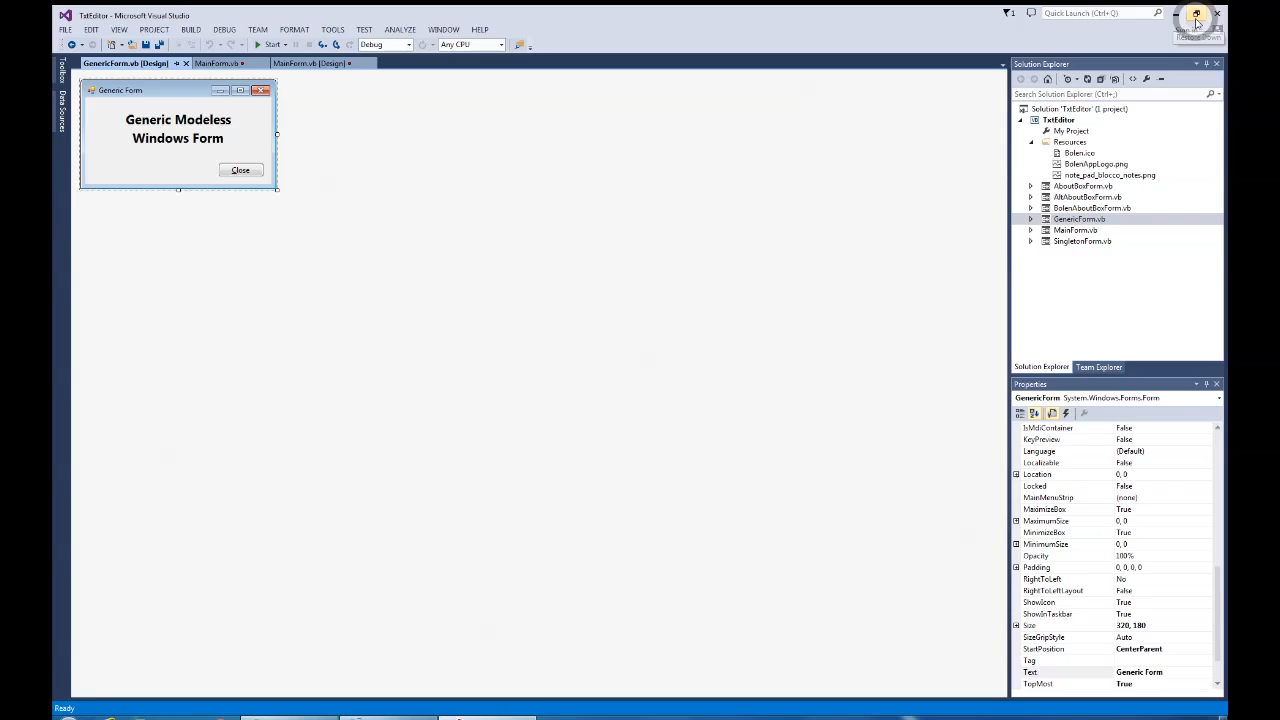 TxtEditor - Microsoft Visual Studio
1
Quick Launch (Ctrl+Q)
Restore Down
FILE EDIT VIEW PROJECT BUILD DEBUG TEAM FORMAT TOOLS TEST ANALYZE WINDOW HELP
Start Debug Any CPU
Toolbox
Data Sources
GenericForm.vb [Design] MainForm.vb MainForm.vb [Design]
Generic Form
Generic Modeless
Windows Form
Close
Solution Explorer
Search Solution Explorer (Ctrl+;)
Solution 'TxtEditor' (1 project)
VB TxtEditor
My Project
Resources
Bolen.ico
BolenAppLogo.png
note_pad_blocco_notes.png
AboutBoxForm.vb
AltAboutBoxForm.vb
BolenAboutBoxForm.vb
GenericForm.vb
MainForm.vb
SingletonForm.vb
Solution Explorer Team Explorer
Properties
GenericForm System.Windows.Forms.Form
IsMdiContainer False
KeyPreview False
Language (Default)
Localizable False
Location 0, 0
Locked False
MainMenuStrip (none)
MaximizeBox True
MaximumSize 0, 0
MinimizeBox True
MinimumSize 0, 0
Opacity 100%
Padding 0, 0, 0, 0
RightToLeft No
RightToLeftLayout False
ShowIcon True
ShowInTaskbar True
Size 320, 180
SizeGripStyle Auto
StartPosition CenterParent
Tag
Text Generic Form
TopMost True
Ready